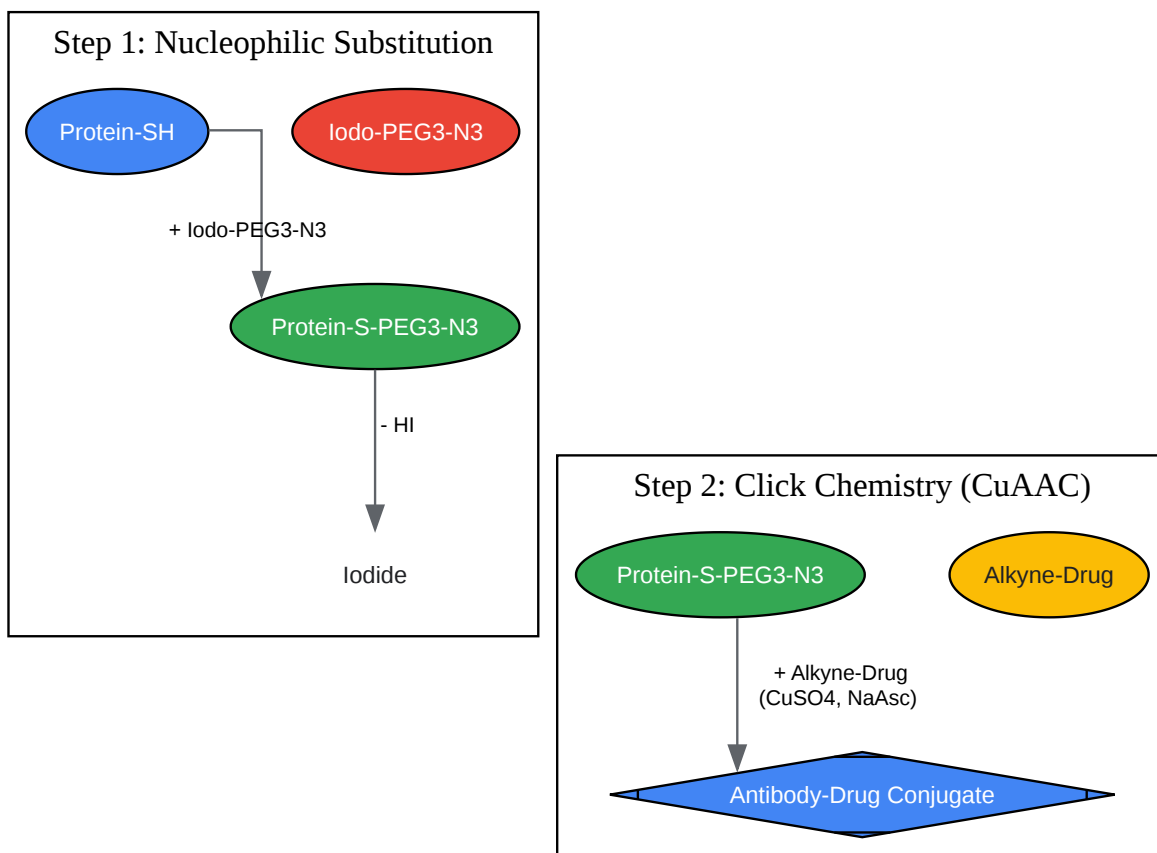 Step 1: Nucleophilic Substitution
Protein-SH
Iodo-PEG3-N3
+ Iodo-PEG3-N3
Protein-S-PEG3-N3
- HI
Iodide
Step 2: Click Chemistry (CuAAC)
Protein-S-PEG3-N3
Alkyne-Drug
+ Alkyne-Drug
(CuSO4, NaAsc)
Antibody-Drug Conjugate